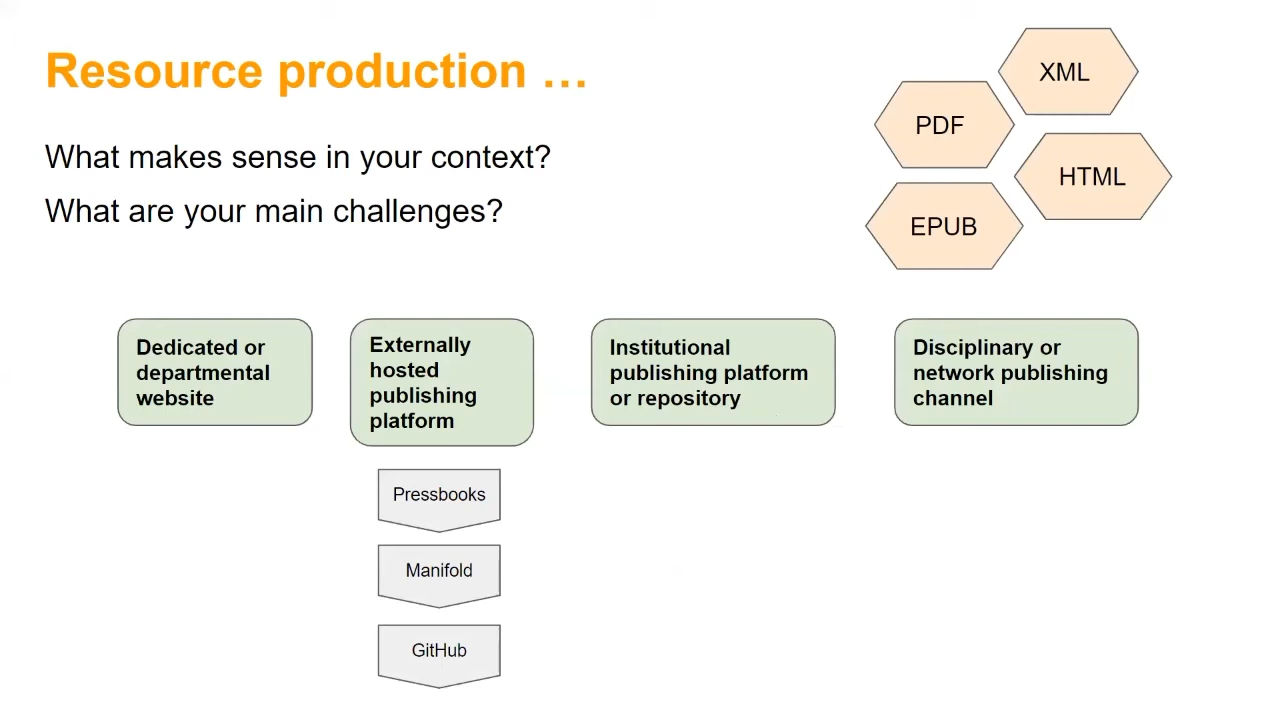 Resource production …
What makes sense in your context?
What are your main challenges?
XML
PDF
HTML
EPUB
Dedicated or
departmental
website
Externally
hosted
publishing
platform
Institutional
publishing platform
or repository
Disciplinary or
network publishing
channel
Pressbooks
Manifold
GitHub